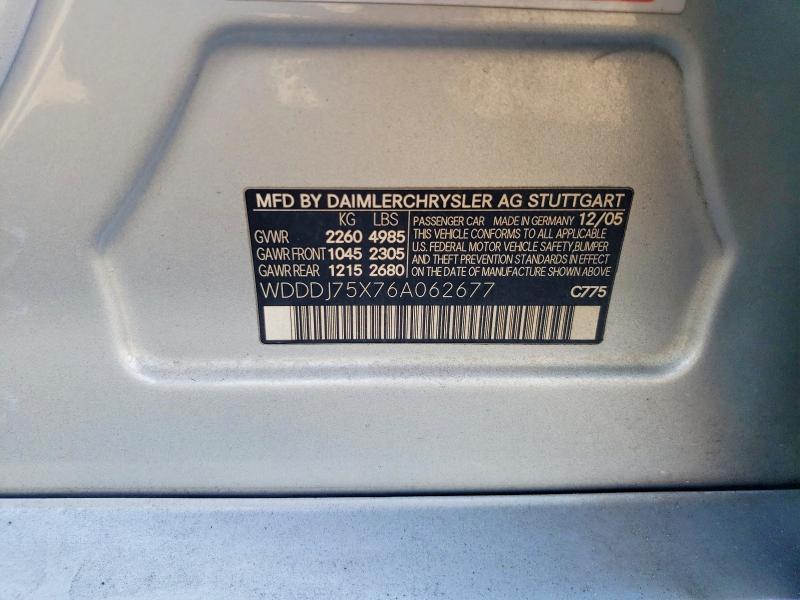 MFD BY DAIMLERCHRYSLER AG STUTTGART
KG LBS
GVWR 2260 4985
GAWR FRONT 1045 2305
GAWR REAR 1215 2680
PASSENGER CAR MADE IN GERMANY 12/05
THIS VEHICLE CONFORMS TO ALL APPLICABLE
U.S. FEDERAL MOTOR VEHICLE SAFETY,BUMPER
AND THEFT PREVENTION STANDARDS IN EFFECT
ON THE DATE OF MANUFACTURE SHOWN ABOVE
WDDDJ75X76A062677
C775